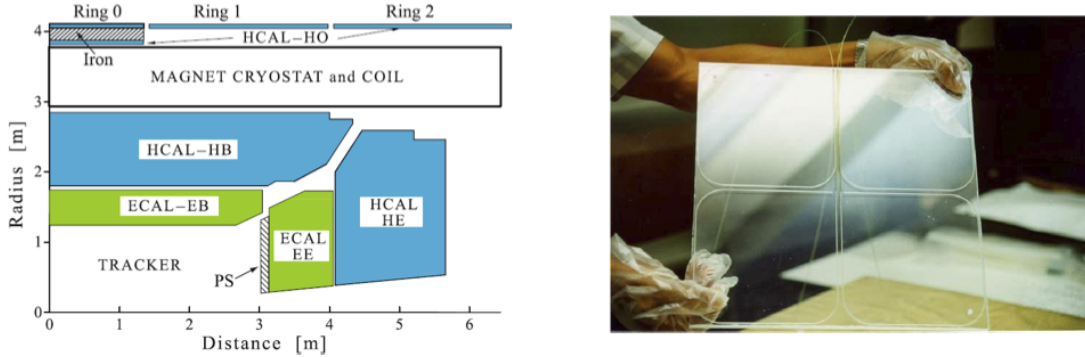 Ring 0 Ring 1 Ring 2
4
HCAL–HO
Iron
MAGNET CRYOSTAT and COIL
3
HCAL–HB
2
ECAL–EB
HCAL
HE
1
ECAL
EE
TRACKER
PS
0
0 1 2 3 4 5 6
Distance [m]
Radius [m]